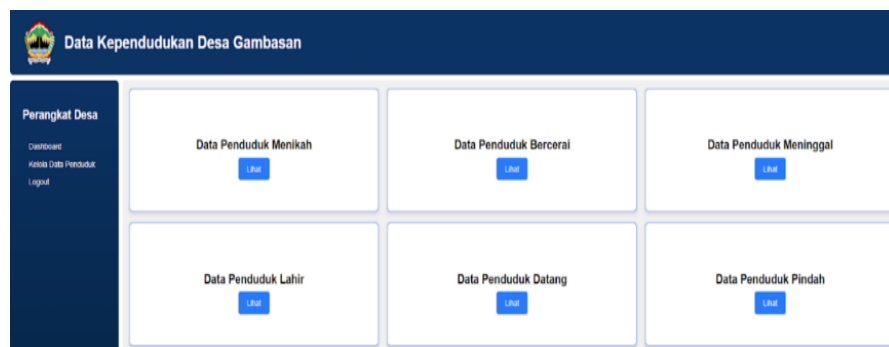 Data Kependudukan Desa Gambasan
Perangkat Desa
Dashboard
Kelola Data Penduduk
Logout
Data Penduduk Menikah
Lihat
Data Penduduk Bercerai
Lihat
Data Penduduk Meninggal
Lihat
Data Penduduk Lahir
Lihat
Data Penduduk Datang
Lihat
Data Penduduk Pindah
Lihat